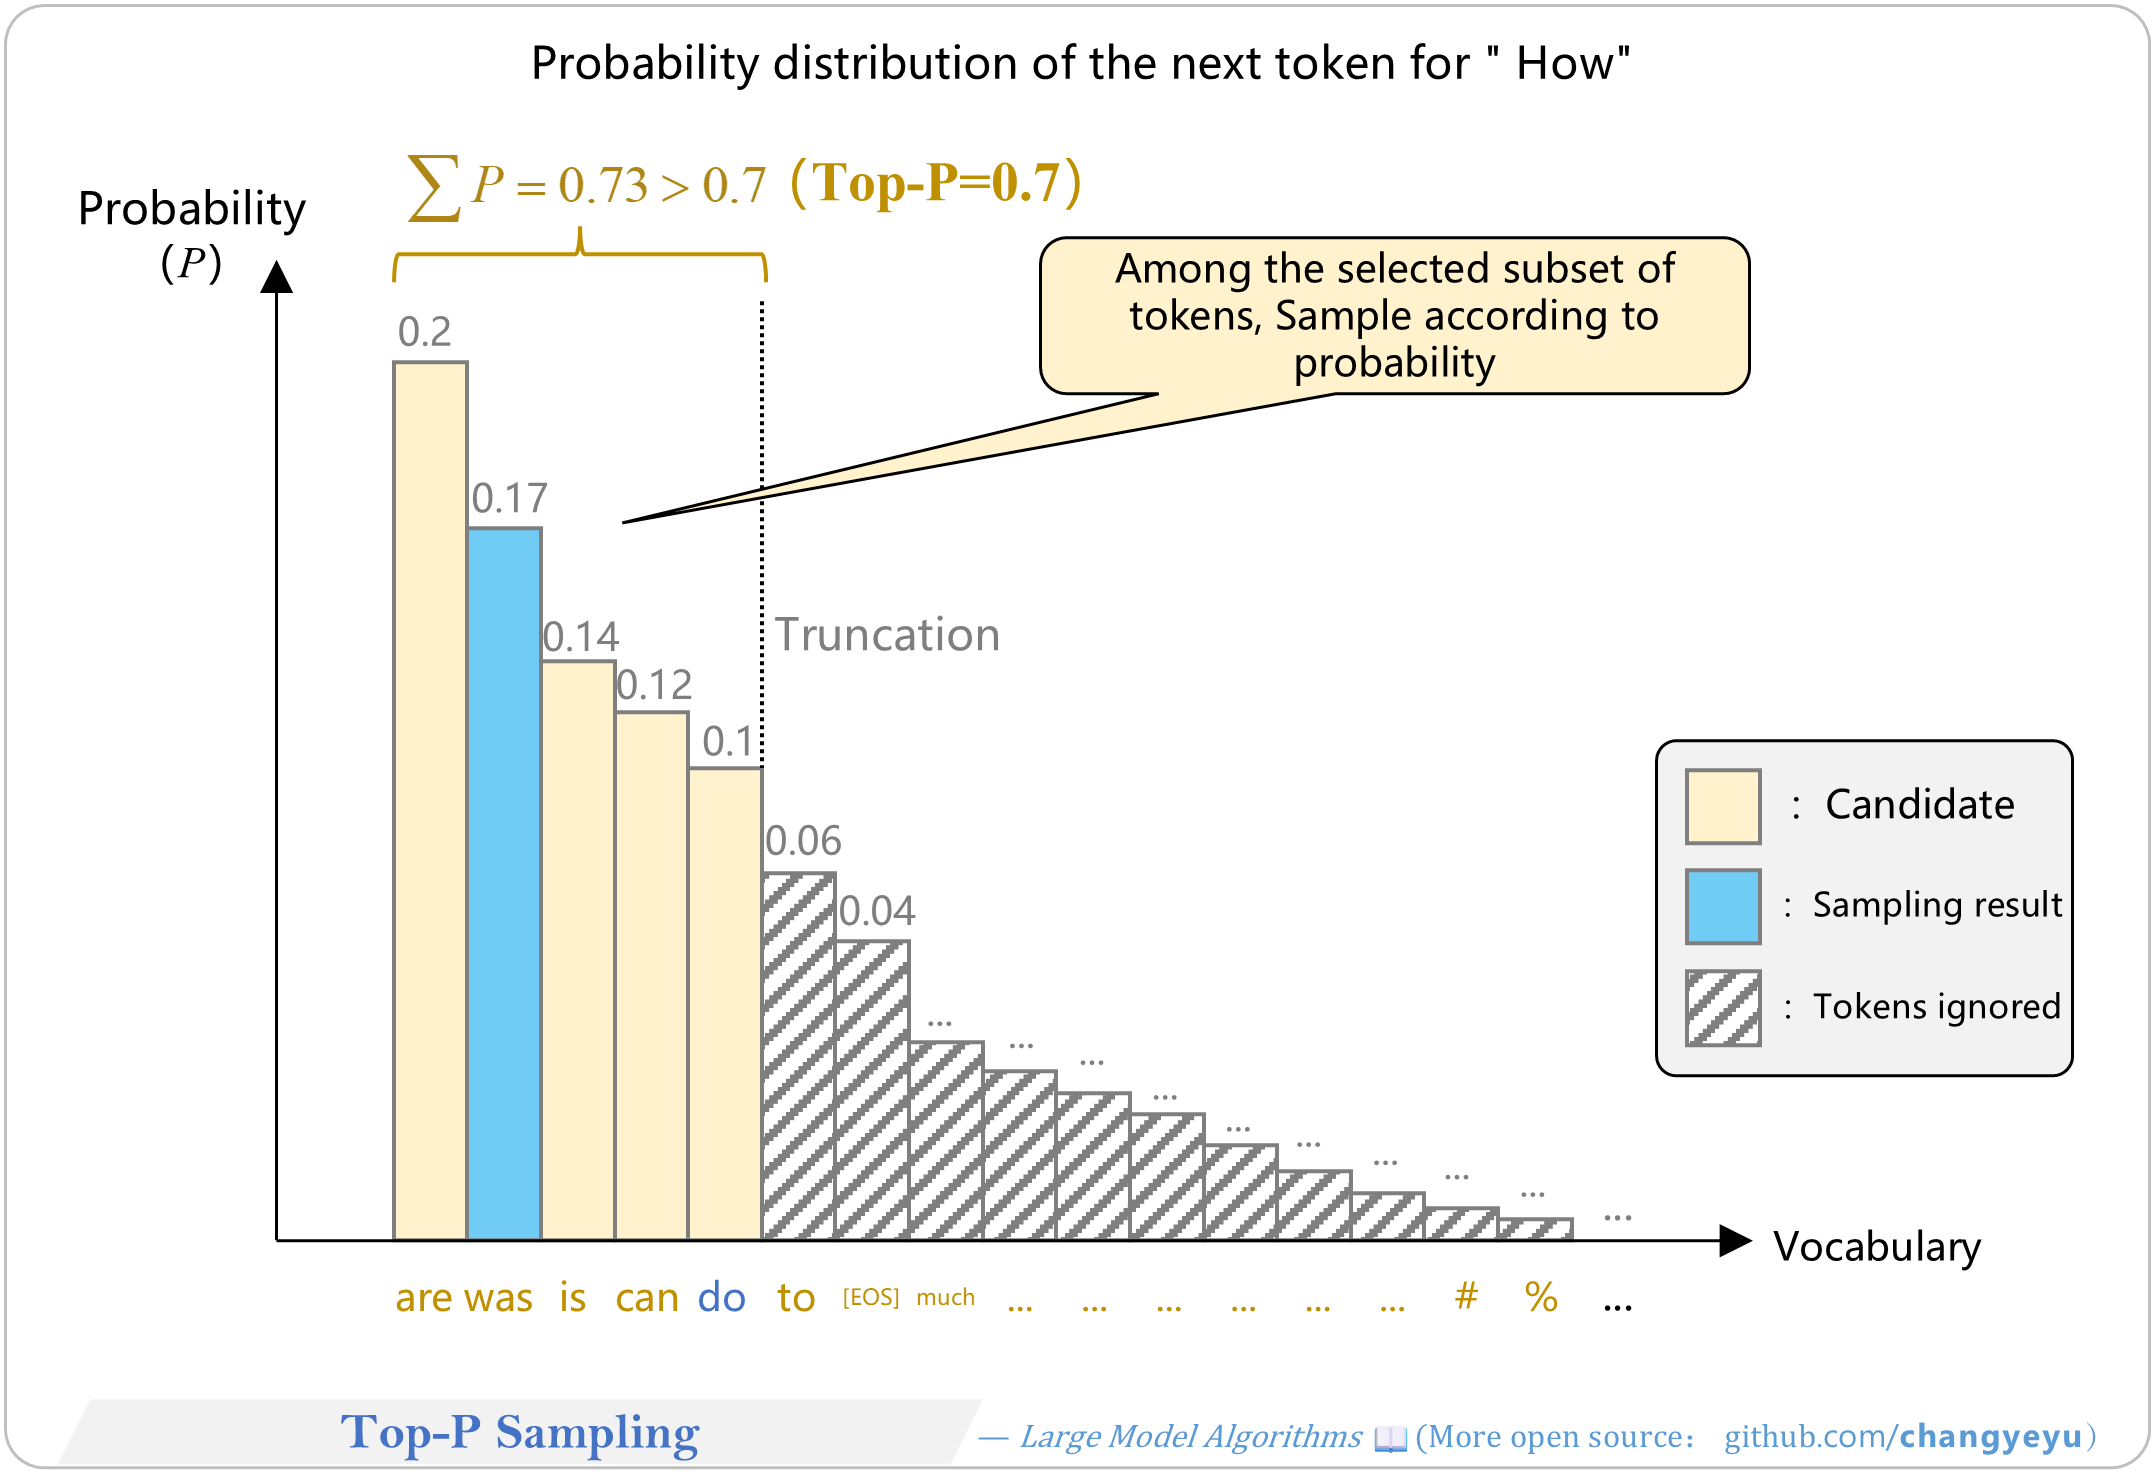 Probability distribution of the next token for " How"
∑ P = 0.73 > 0.7 (Top-P=0.7)
Probability
(P)
Among the selected subset of
tokens, Sample according to
probability
0.2
0.17
0.14
0.12
0.1
Truncation
0.06
0.04
... ... ... ... ... ... ... ... ... ...
: Candidate
: Sampling result
: Tokens ignored
Vocabulary
are was is can do to [EOS] much ... ... ... ... ... ... # % ...
Top-P Sampling
— Large Model Algorithms 📖 (More open source： github.com/changyeyu）